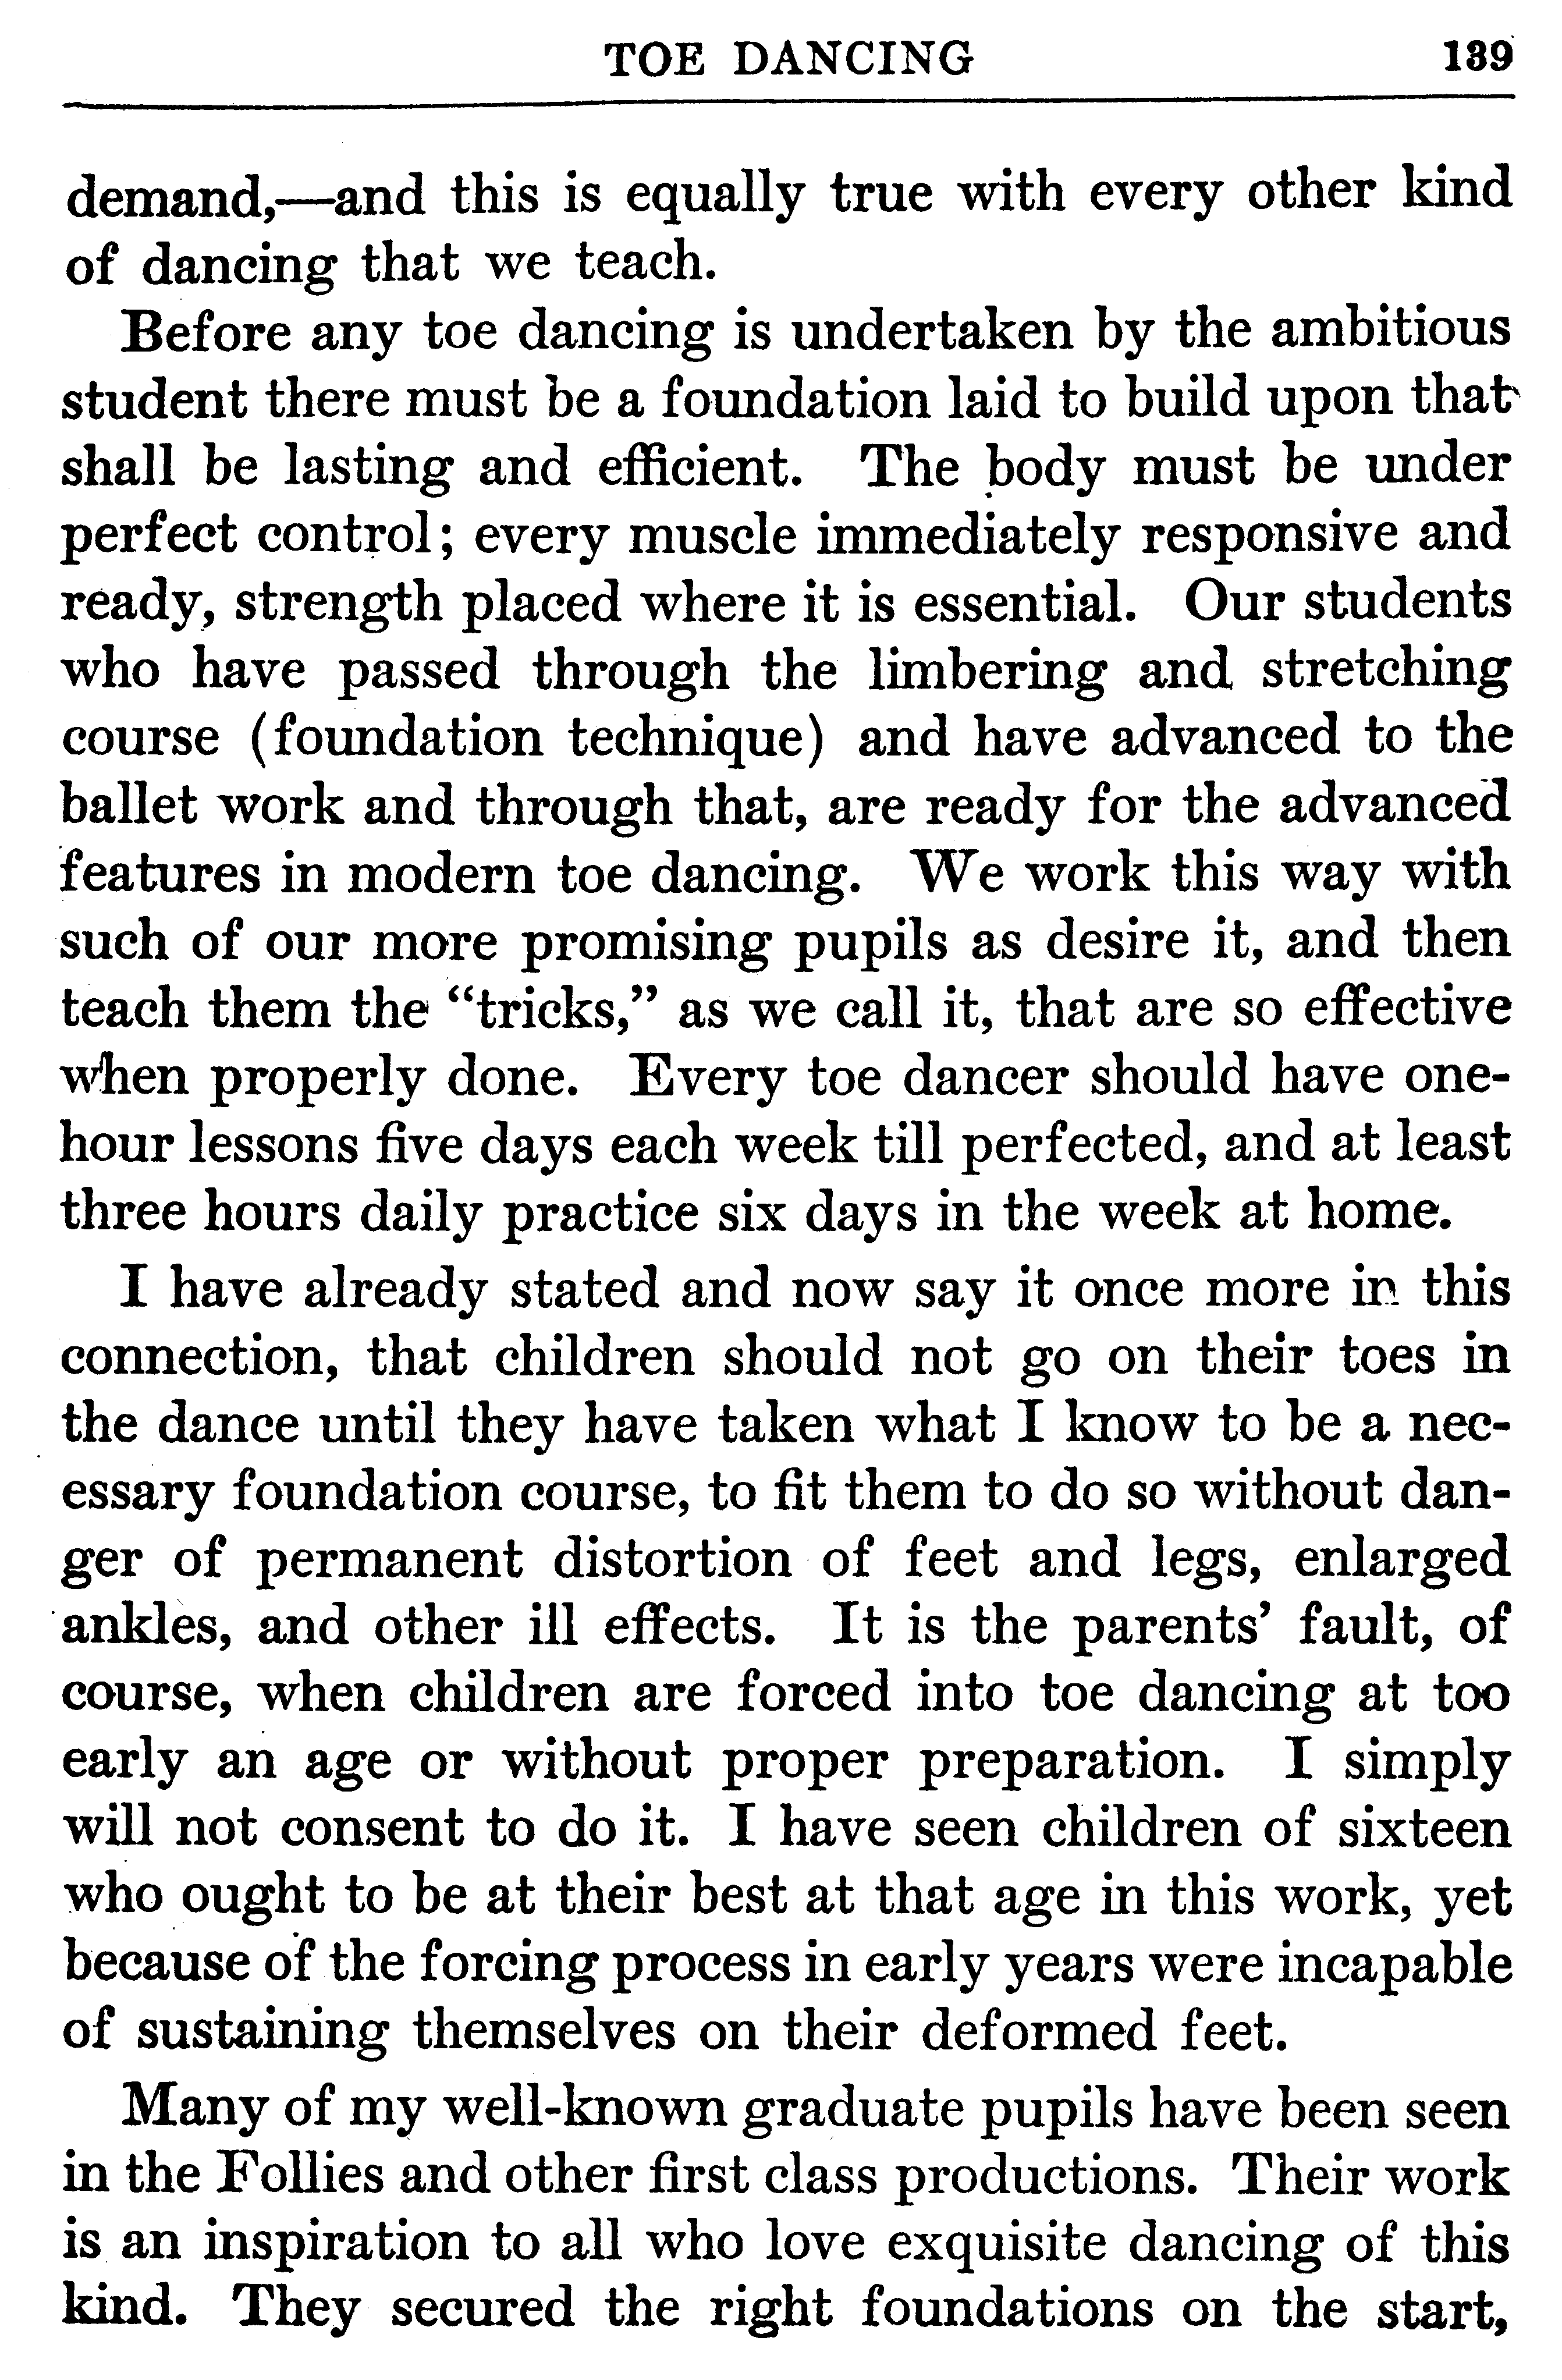 TOE DANCING 139
demand,—and this is equally true with every other kind
of dancing that we teach.
Before any toe dancing is undertaken by the ambitious
student there must be a foundation laid to build upon that
shall be lasting and efficient. The body must be under
perfect control; every muscle immediately responsive and
ready, strength placed where it is essential. Our students
who have passed through the limbering and stretching
course (foundation technique) and have advanced to the
ballet work and through that, are ready for the advanced
features in modern toe dancing. We work this way with
such of our more promising pupils as desire it, and then
teach them the “tricks,” as we call it, that are so effective
when properly done. Every toe dancer should have one-
hour lessons five days each week till perfected, and at least
three hours daily practice six days in the week at home.
I have already stated and now say it once more in this
connection, that children should not go on their toes in
the dance until they have taken what I know to be a nec-
essary foundation course, to fit them to do so without dan-
ger of permanent distortion of feet and legs, enlarged
ankles, and other ill effects. It is the parents’ fault, of
course, when children are forced into toe dancing at too
early an age or without proper preparation. I simply
will not consent to do it. I have seen children of sixteen
who ought to be at their best at that age in this work, yet
because of the forcing process in early years were incapable
of sustaining themselves on their deformed feet.
Many of my well-known graduate pupils have been seen
in the Follies and other first class productions. Their work
is an inspiration to all who love exquisite dancing of this
kind. They secured the right foundations on the start,